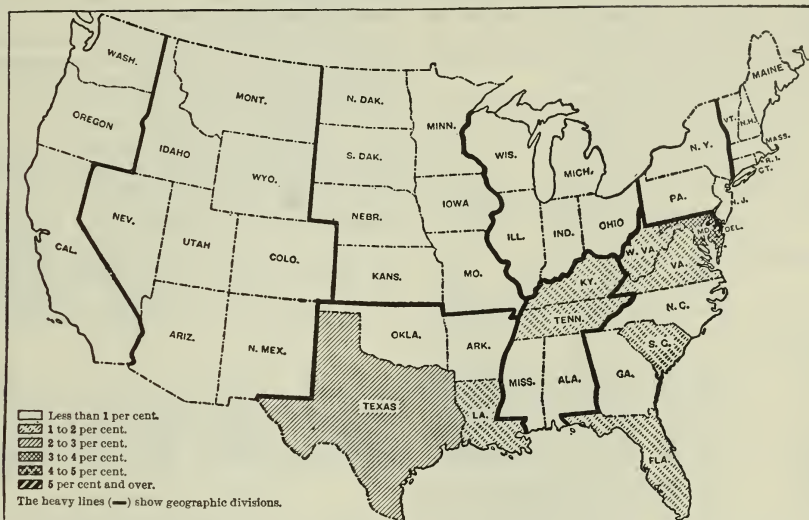 WASH.
MONT.
N. DAK.
MINN.
MAINE
OREGON
IDAHO
S. DAK.
WIS.
MICH.
N. Y.
VT.
N.H.
MASS.
R. I.
CT.
WYO.
NEBR.
IOWA
PA.
N. J.
NEV.
UTAH
COLO.
KANS.
MO.
ILL.
IND.
OHIO
W. VA.
MD.
DEL.
VA.
CAL.
KY.
ARIZ.
N. MEX.
OKLA.
ARK.
TENN.
N. C.
S. C.
TEXAS
LA.
MISS.
ALA.
GA.
FLA.
Less than 1 per cent.
1 to 2 per cent.
2 to 3 per cent.
3 to 4 per cent.
4 to 5 per cent.
5 per cent and over.
The heavy lines (—) show geographic divisions.